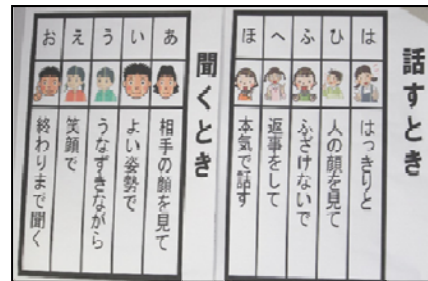 話すとき
は はっきりと
ひ 人の顔を見て
ふ ふざけないで
へ 返事をして
ほ 本気で話す
聞くとき
あ 相手の顔を見て
い よい姿勢で
う うなずきながら
え 笑顔で
お 終わりまで聞く